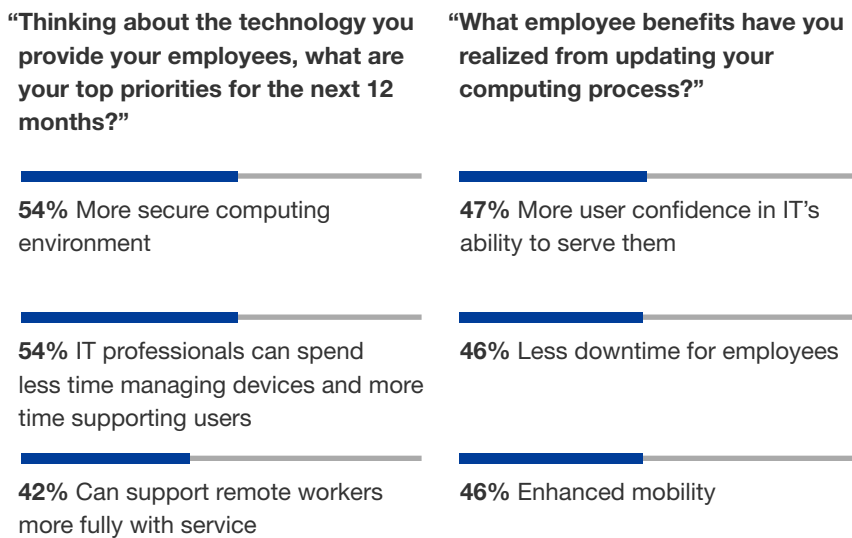 “Thinking about the technology you
provide your employees, what are
your top priorities for the next 12
months?”
54% More secure computing
environment
54% IT professionals can spend
less time managing devices and more
time supporting users
42% Can support remote workers
more fully with service
“What employee benefits have you
realized from updating your
computing process?”
47% More user confidence in IT’s
ability to serve them
46% Less downtime for employees
46% Enhanced mobility